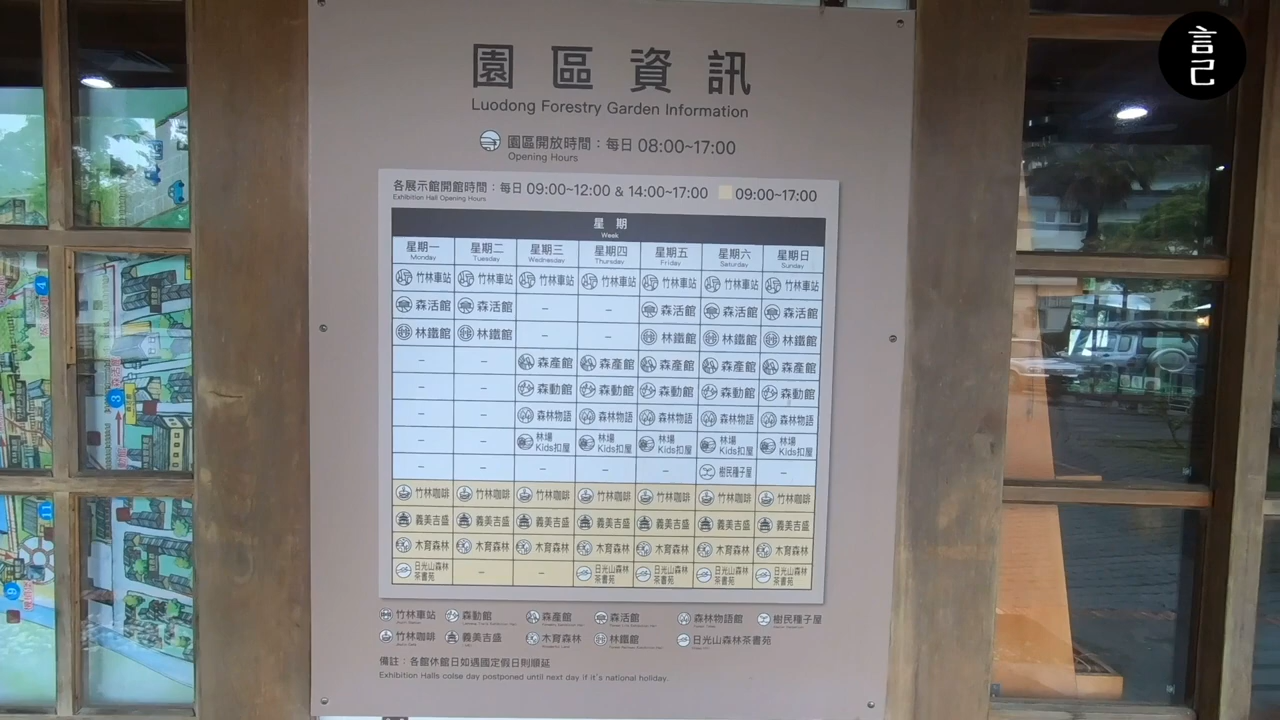 言己
園區資訊
Luodong Forestry Garden Information
園區開放時間：每日 08:00~17:00
Opening Hours
各展示館開館時間：每日 09:00~12:00 & 14:00~17:00 09:00~17:00
Exhibition Hall Opening Hours
星期
Week
星期一 星期二 星期三 星期四 星期五 星期六 星期日
Monday Tuesday Wednesday Thursday Friday Saturday Sunday
竹林車站 竹林車站 竹林車站 竹林車站 竹林車站 竹林車站 竹林車站
森活館 森活館 – – 森活館 森活館 森活館
林鐵館 林鐵館 – – 林鐵館 林鐵館 林鐵館
– – 森產館 森產館 森產館 森產館 森產館
– – 森動館 森動館 森動館 森動館 森動館
– – 森林物語 森林物語 森林物語 森林物語 森林物語
– – 林場Kids扣屋 林場Kids扣屋 林場Kids扣屋 林場Kids扣屋 林場Kids扣屋
– – – – – 樹民種子屋 –
竹林咖啡 竹林咖啡 竹林咖啡 竹林咖啡 竹林咖啡 竹林咖啡 竹林咖啡
義美吉盛 義美吉盛 義美吉盛 義美吉盛 義美吉盛 義美吉盛 義美吉盛
木育森林 木育森林 木育森林 木育森林 木育森林 木育森林 木育森林
日光山森林茶書苑 – – 日光山森林茶書苑 日光山森林茶書苑 日光山森林茶書苑 日光山森林茶書苑
竹林車站 森動館 森產館 森活館 森林物語館 樹民種子屋
竹林咖啡 義美吉盛 木育森林 林鐵館 日光山森林茶書苑
備註：各館休館日如遇國定假日則順延
Exhibition Halls colse day postponed until next day if it's national holiday.
4
3
11
9